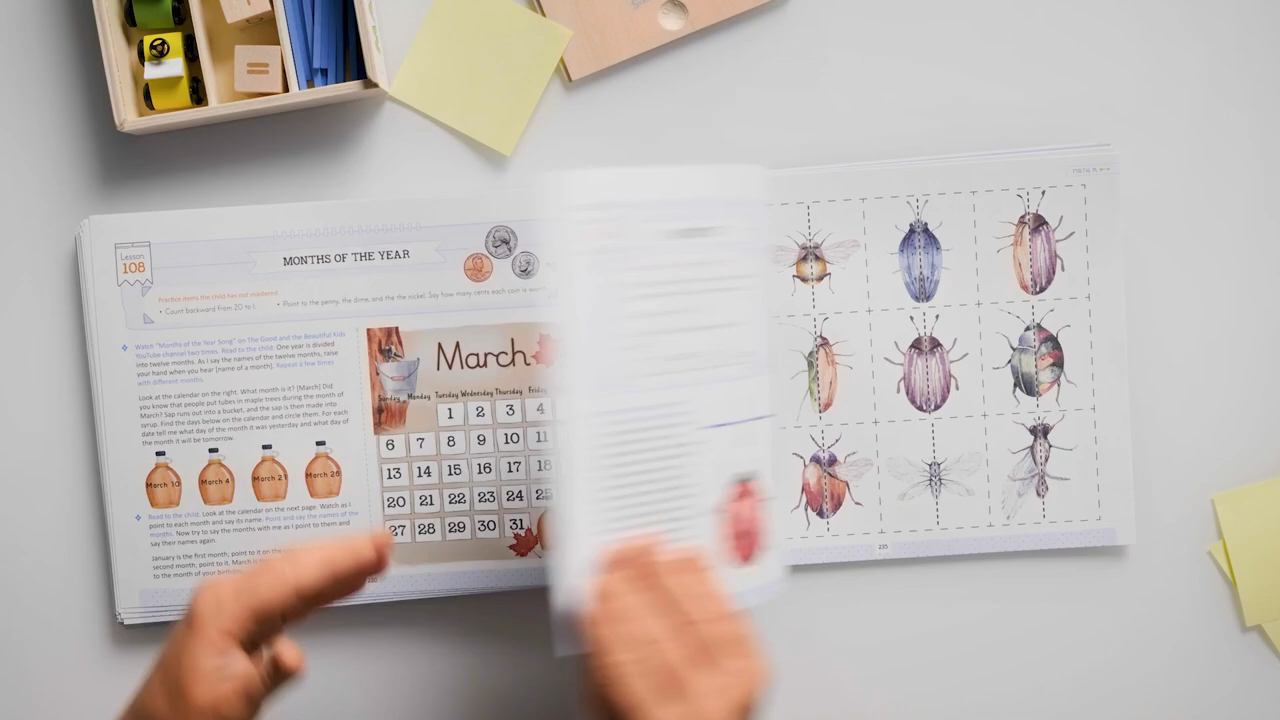 Lesson
108
MONTHS OF THE YEAR
Practice items the child has not mastered.
• Count backward from 20 to 1.
• Point to the penny, the dime, and the nickel. Say how many cents each coin is
Watch "Months of the Year Song" on The Good and the Beautiful Kids
YouTube channel two times. Read to the child: One year is divided
into twelve months. As I say the names of the twelve months, raise
your hand when you hear [name of a month]. Repeat a few times
with different months.
Look at the calendar on the right. What month is it? [March] Did
you know that people put tubes in maple trees during the month of
March? Sap runs out into a bucket, and the sap is then made into
syrup. Find the days below on the calendar and circle them. For each
date tell me what day of the month it was yesterday and what day of
the month it will be tomorrow.
March 10
March 4
March 21
March 26
Read to the child: Look at the calendar on the next page. Watch as I
point to each month and say its name. Point and say the names of the
months. Now try to say the months with me as I point to them and
say their names again.
January is the first month; point to it on
second month; point to it. March is
to the month of your
March
Sunday Monday Tuesday Wednesday Thursday Friday
1 2 3 4
6 7 8 9 10 11
13 14 15 16 17 18
20 21 22 23 24 25
27 28 29 30 31
235